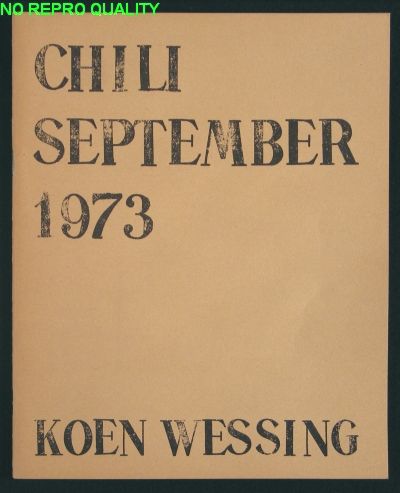 NO REPRO QUALITY
CHILI
SEPTEMBER
1973
KOEN WESSING